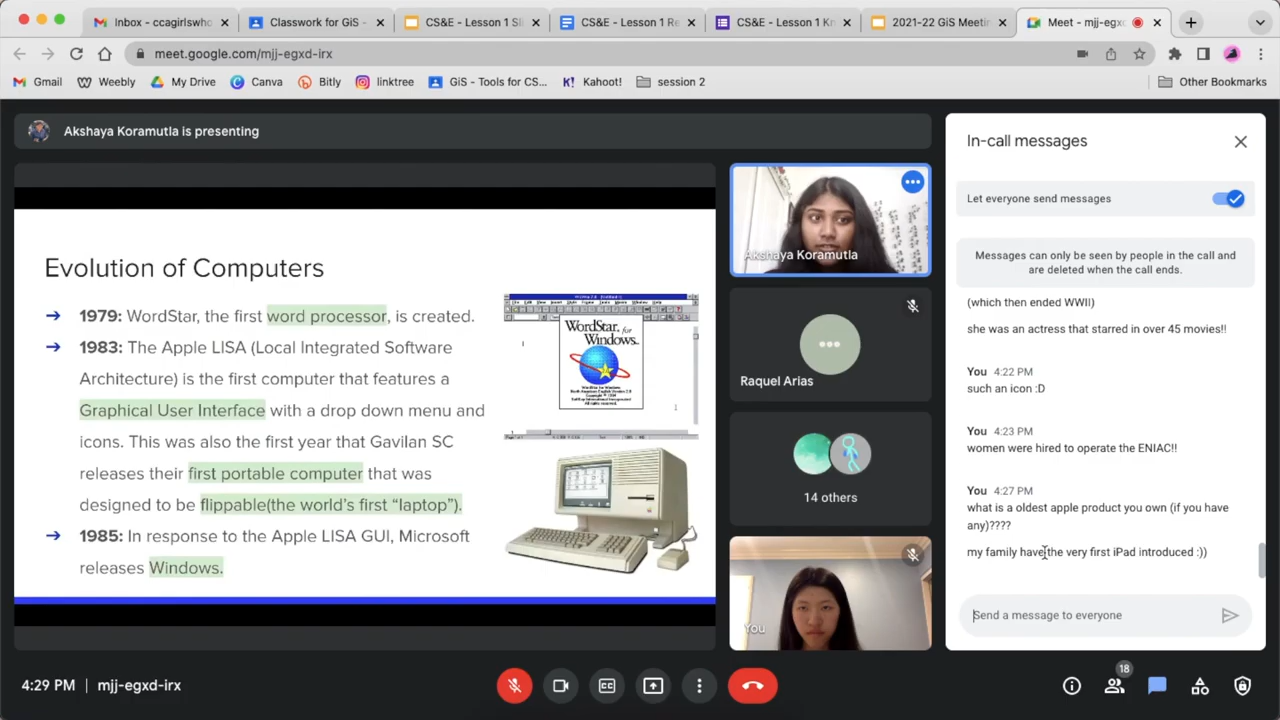 Inbox - ccagirlswho
Classwork for GiS -
CS&E - Lesson 1 Sli
CS&E - Lesson 1 Re
CS&E - Lesson 1 Kn
2021-22 GiS Meetin
Meet - mjj-egxd-irx
meet.google.com/mjj-egxd-irx
Gmail
Weebly
My Drive
Canva
Bitly
linktree
GiS - Tools for CS...
K! Kahoot!
session 2
Other Bookmarks
Akshaya Koramutla is presenting
Evolution of Computers
→ 1979: WordStar, the first word processor, is created.
→ 1983: The Apple LISA (Local Integrated Software
Architecture) is the first computer that features a
Graphical User Interface with a drop down menu and
icons. This was also the first year that Gavilan SC
releases their first portable computer that was
designed to be flippable(the world's first “laptop”).
→ 1985: In response to the Apple LISA GUI, Microsoft
releases Windows.
WordStar for
Windows
Akshaya Koramutla
Raquel Arias
14 others
You
In-call messages
Let everyone send messages
Messages can only be seen by people in the call and
are deleted when the call ends.
(which then ended WWII)
she was an actress that starred in over 45 movies!!
You 4:22 PM
such an icon :D
You 4:23 PM
women were hired to operate the ENIAC!!
You 4:27 PM
what is a oldest apple product you own (if you have
any)????
my family have the very first iPad introduced :))
Send a message to everyone
4:29 PM | mjj-egxd-irx
18